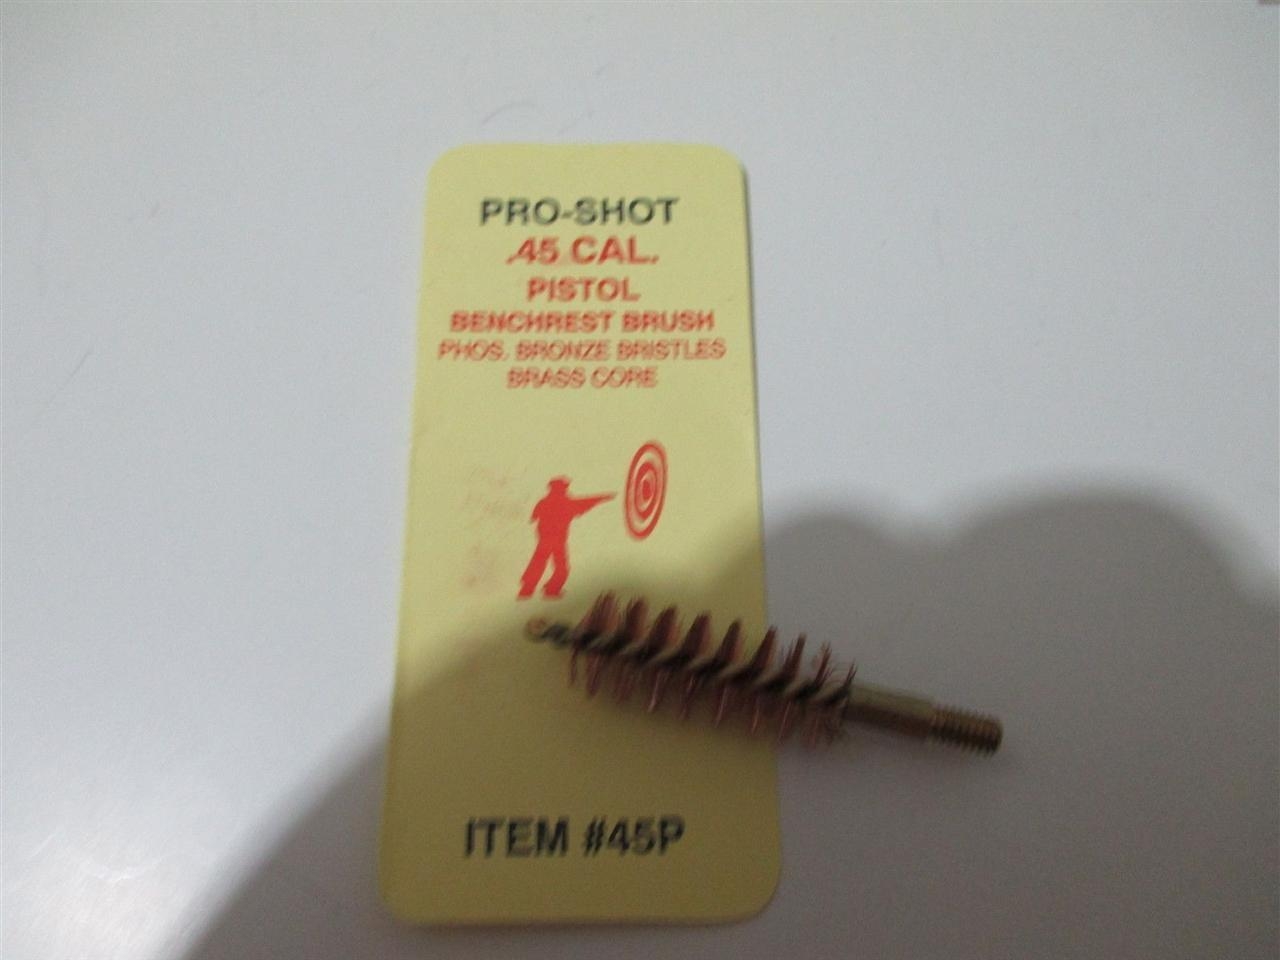 PRO-SHOT
.45 CAL.
PISTOL
BENCHREST BRUSH
PHOS. BRONZE BRISTLES
BRASS CORE
ITEM #45P